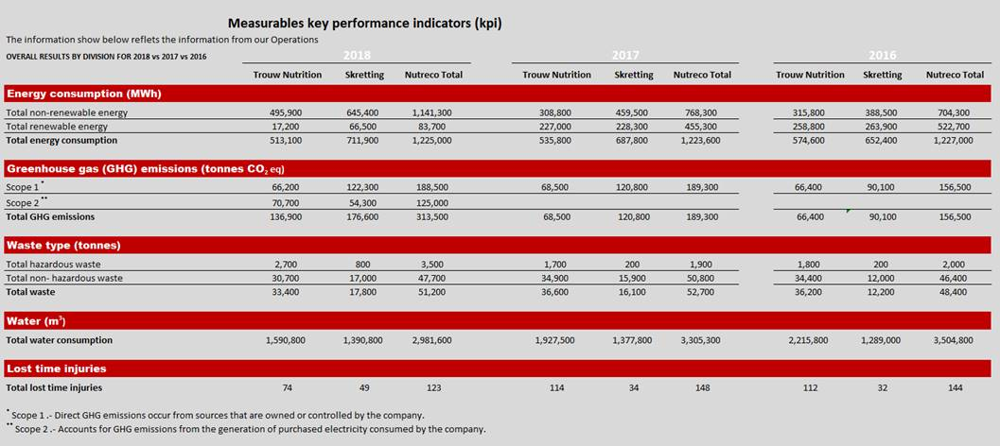 Measurables key performance indicators (kpi)
The information show below reflets the information from our Operations
OVERALL RESULTS BY DIVISION FOR 2018 vs 2017 vs 2016 2018 2017 2016
Trouw Nutrition Skretting Nutreco Total Trouw Nutrition Skretting Nutreco Total Trouw Nutrition Skretting Nutreco Total
Energy consumption (MWh)
Total non-renewable energy 495,900 645,400 1,141,300 308,800 459,500 768,300 315,800 388,500 704,300
Total renewable energy 17,200 66,500 83,700 227,000 228,300 455,300 258,800 263,900 522,700
Total energy consumption 513,100 711,900 1,225,000 535,800 687,800 1,223,600 574,600 652,400 1,227,000
Greenhouse gas (GHG) emissions (tonnes CO₂ eq)
Scope 1 * 66,200 122,300 188,500 68,500 120,800 189,300 66,400 90,100 156,500
Scope 2 ** 70,700 54,300 125,000
Total GHG emissions 136,900 176,600 313,500 68,500 120,800 189,300 66,400 90,100 156,500
Waste type (tonnes)
Total hazardous waste 2,700 800 3,500 1,700 200 1,900 1,800 200 2,000
Total non- hazardous waste 30,700 17,000 47,700 34,900 15,900 50,800 34,400 12,000 46,400
Total waste 33,400 17,800 51,200 36,600 16,100 52,700 36,200 12,200 48,400
Water (m³)
Total water consumption 1,590,800 1,390,800 2,981,600 1,927,500 1,377,800 3,305,300 2,215,800 1,289,000 3,504,800
Lost time injuries
Total lost time injuries 74 49 123 114 34 148 112 32 144
* Scope 1 .- Direct GHG emissions occur from sources that are owned or controlled by the company.
** Scope 2 .- Accounts for GHG emissions from the generation of purchased electricity consumed by the company.